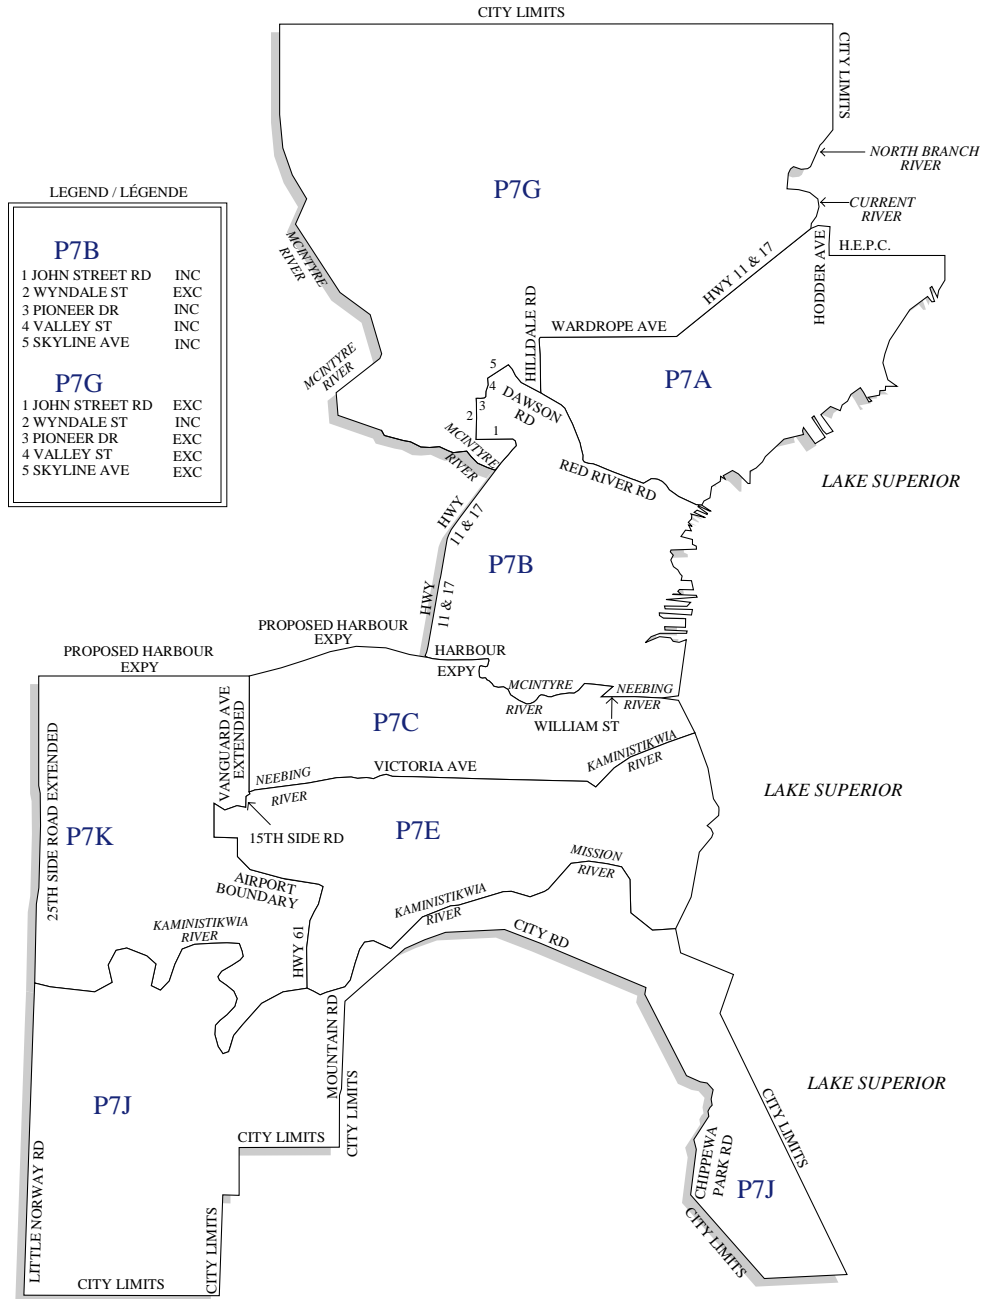 CITY LIMITS
CITY LIMITS
NORTH BRANCH
RIVER
P7G
CURRENT
RIVER
LEGEND / LÉGENDE
P7B
1 JOHN STREET RD INC
2 WYNDALE ST EXC
3 PIONEER DR INC
4 VALLEY ST INC
5 SKYLINE AVE INC
P7G
1 JOHN STREET RD EXC
2 WYNDALE ST INC
3 PIONEER DR EXC
4 VALLEY ST EXC
5 SKYLINE AVE EXC
MCINTYRE
RIVER
HWY 11 & 17
HODDER AVE
H.E.P.C.
HILLDALE RD
WARDROPE AVE
MCINTYRE
RIVER
P7A
5
4
3
2
1
DAWSON
RD
MCINTYRE
RIVER
RED RIVER RD
LAKE SUPERIOR
HWY
11 & 17
P7B
HWY
11 & 17
PROPOSED HARBOUR
EXPY
PROPOSED HARBOUR
EXPY
HARBOUR
EXPY
MCINTYRE
RIVER
NEEBING
RIVER
WILLIAM ST
P7C
VANGUARD AVE
EXTENDED
25TH SIDE ROAD EXTENDED
NEEBING
RIVER
VICTORIA AVE
KAMINISTIKWIA
RIVER
LAKE SUPERIOR
15TH SIDE RD
P7K
P7E
AIRPORT
BOUNDARY
MISSION
RIVER
KAMINISTIKWIA
RIVER
KAMINISTIKWIA
RIVER
HWY 61
CITY RD
MOUNTAIN RD
CITY LIMITS
LAKE SUPERIOR
P7J
CITY LIMITS
CITY LIMITS
CHIPPEWA
PARK RD
P7J
LITTLE NORWAY RD
CITY LIMITS
CITY LIMITS
CITY LIMITS